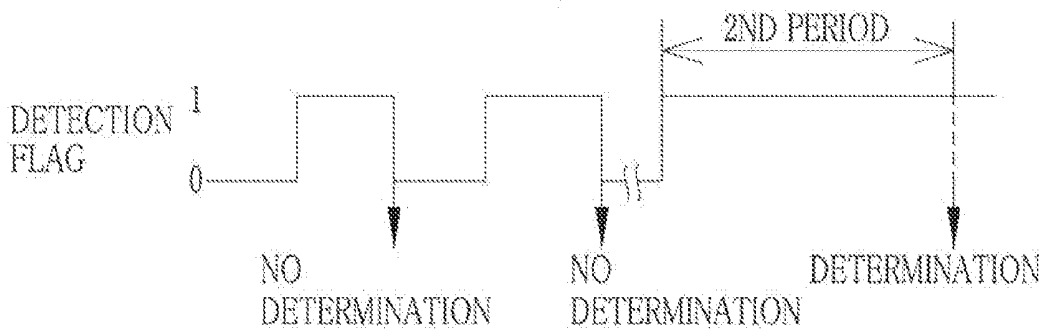 2ND PERIOD
1
DETECTION
FLAG
0
NO
DETERMINATION
NO
DETERMINATION
DETERMINATION